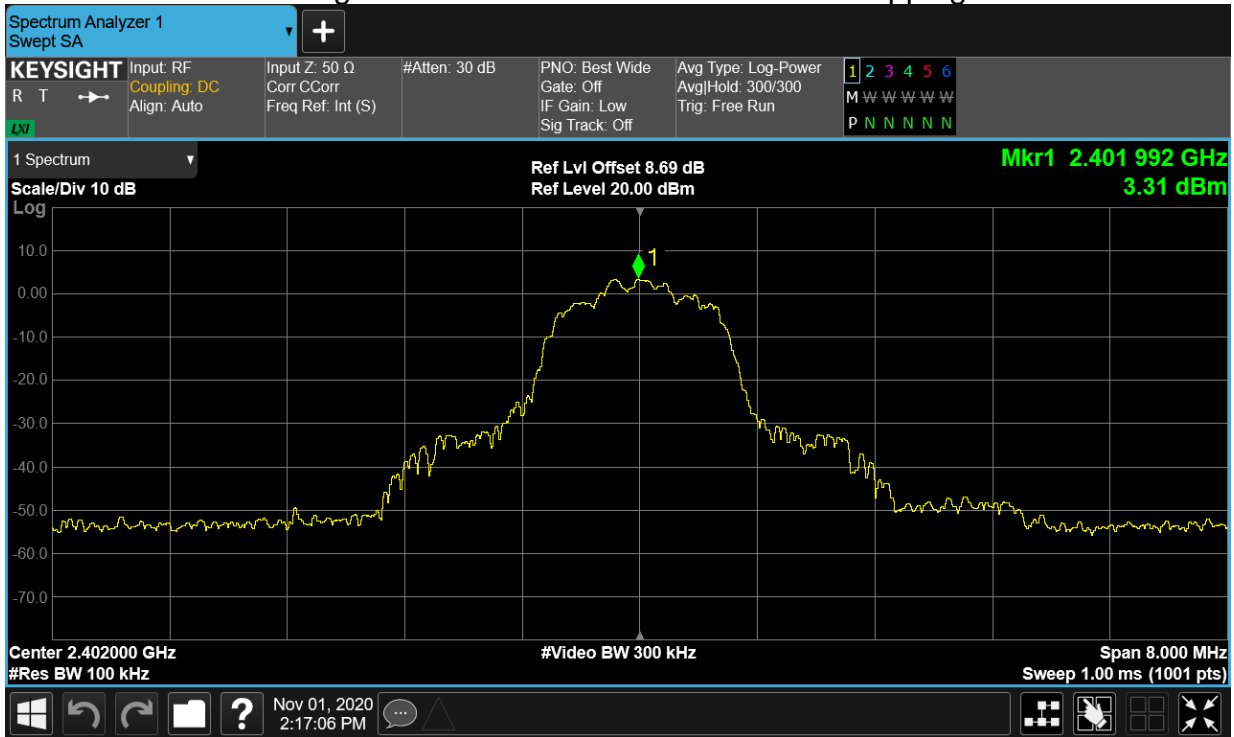 Spectrum Analyzer 1
Swept SA
KEYSIGHT
R T
LXI
Input: RF
Coupling: DC
Align: Auto
Input Z: 50 Ω
Corr CCorr
Freq Ref: Int (S)
#Atten: 30 dB
PNO: Best Wide
Gate: Off
IF Gain: Low
Sig Track: Off
Avg Type: Log-Power
Avg|Hold: 300/300
Trig: Free Run
1 2 3 4 5 6
M W W W W W
P N N N N N
1 Spectrum
Scale/Div 10 dB
Log
Ref Lvl Offset 8.69 dB
Ref Level 20.00 dBm
Mkr1 2.401 992 GHz
3.31 dBm
1
10.0
0.00
-10.0
-20.0
-30.0
-40.0
-50.0
-60.0
-70.0
Center 2.402000 GHz
#Res BW 100 kHz
#Video BW 300 kHz
Span 8.000 MHz
Sweep 1.00 ms (1001 pts)
?
Nov 01, 2020
2:17:06 PM